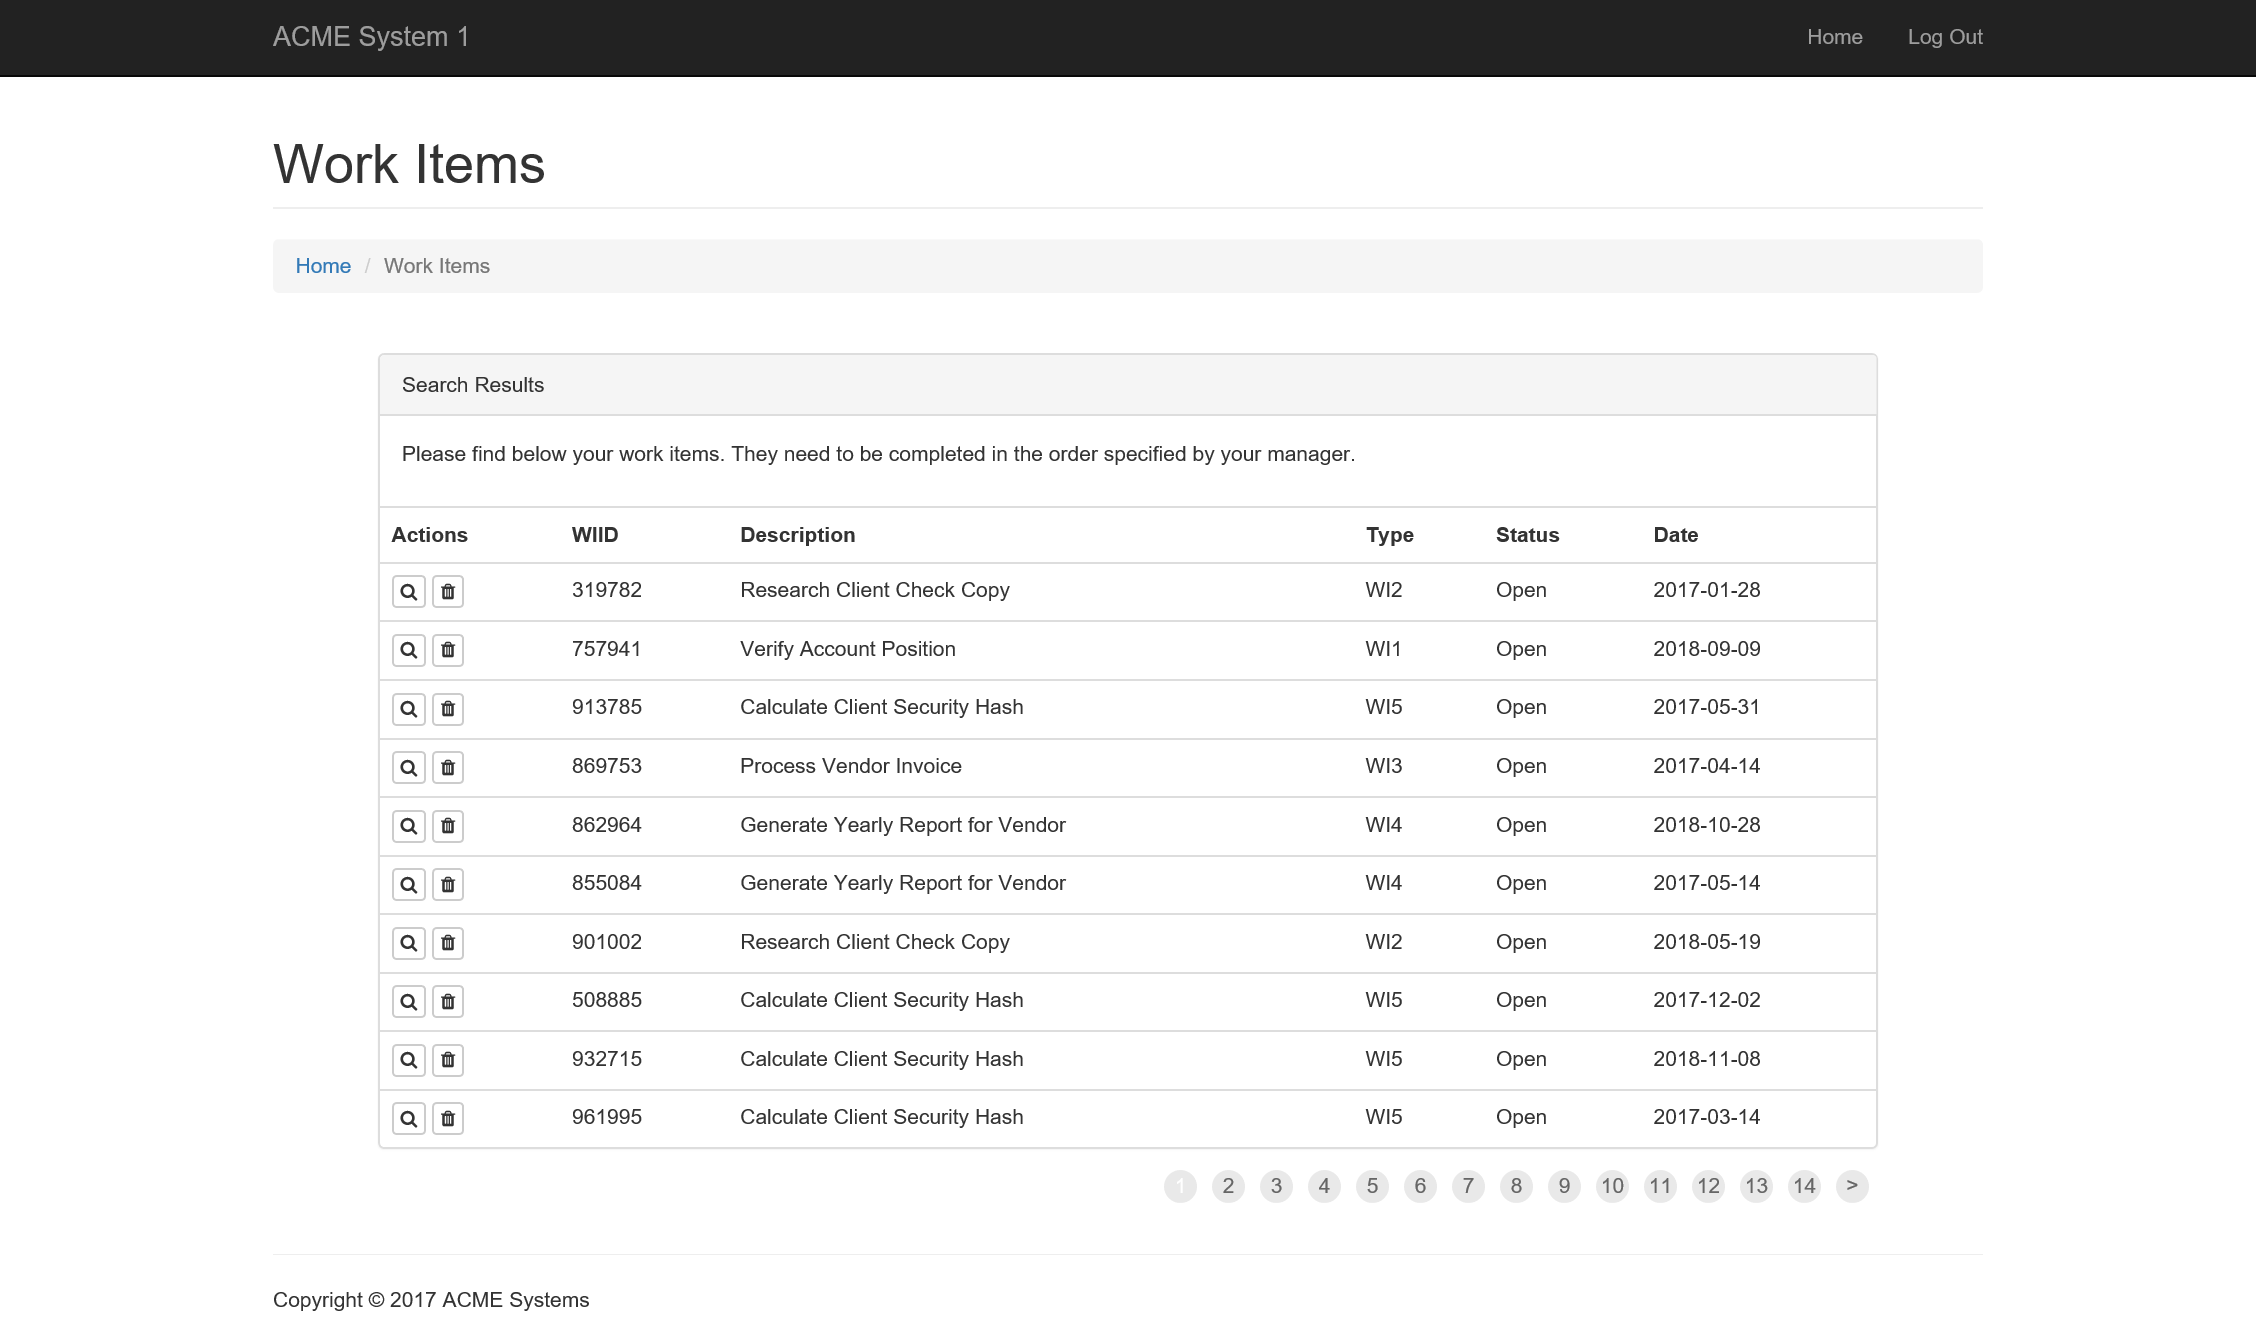 ACME System 1 Home Log Out
Work Items
Home / Work Items
Search Results
Please find below your work items. They need to be completed in the order specified by your manager.
Actions WIID Description Type Status Date
319782 Research Client Check Copy WI2 Open 2017-01-28
757941 Verify Account Position WI1 Open 2018-09-09
913785 Calculate Client Security Hash WI5 Open 2017-05-31
869753 Process Vendor Invoice WI3 Open 2017-04-14
862964 Generate Yearly Report for Vendor WI4 Open 2018-10-28
855084 Generate Yearly Report for Vendor WI4 Open 2017-05-14
901002 Research Client Check Copy WI2 Open 2018-05-19
508885 Calculate Client Security Hash WI5 Open 2017-12-02
932715 Calculate Client Security Hash WI5 Open 2018-11-08
961995 Calculate Client Security Hash WI5 Open 2017-03-14
1 2 3 4 5 6 7 8 9 10 11 12 13 14 >
Copyright © 2017 ACME Systems